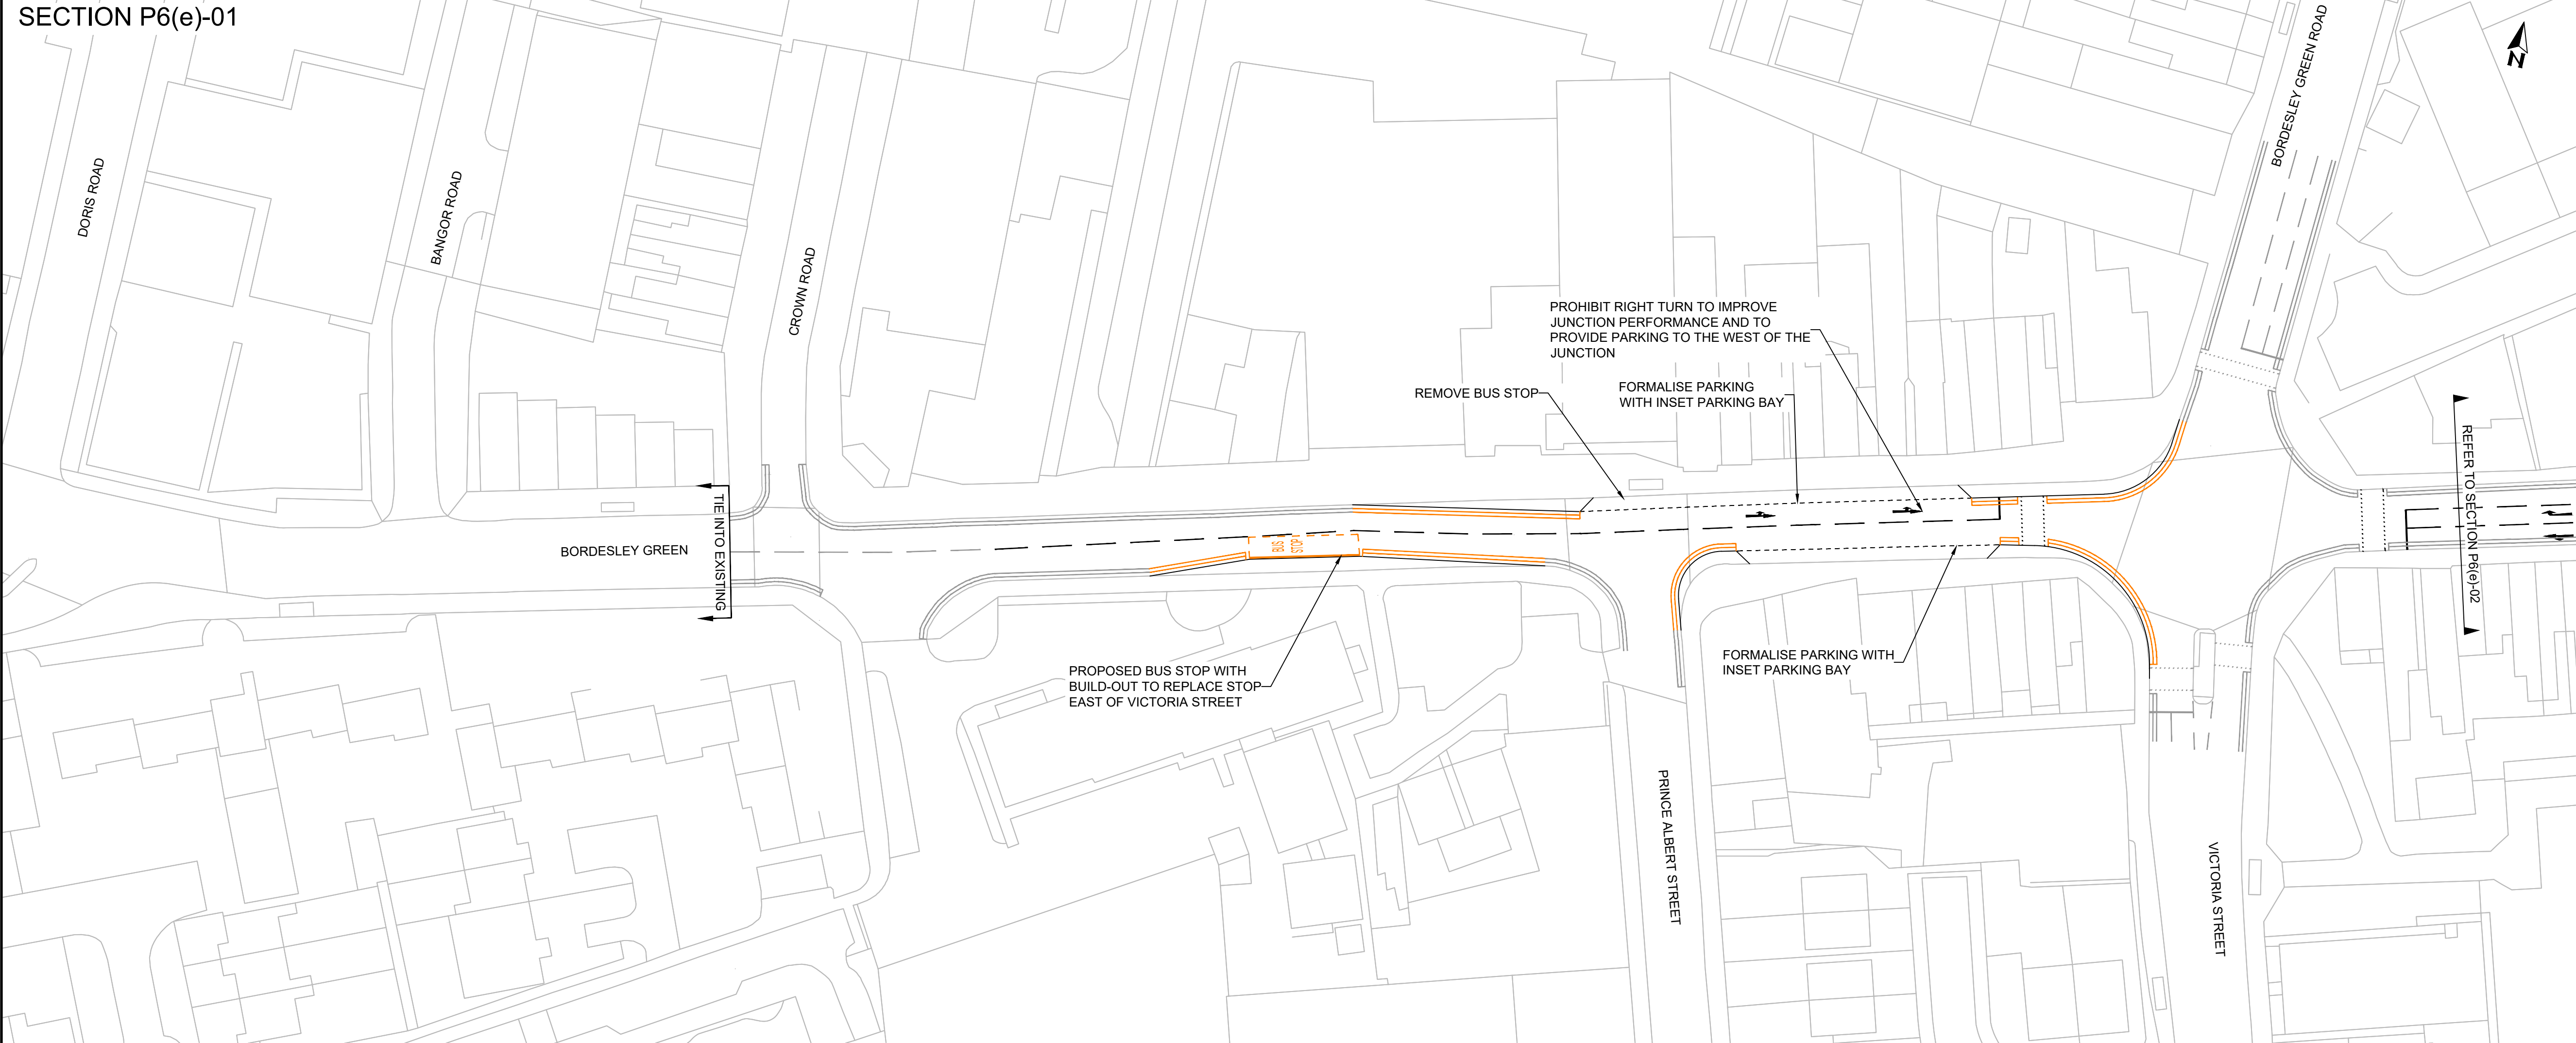 SECTION P6(e)-01
DORIS ROAD
BANGOR ROAD
CROWN ROAD
BORDESLEY GREEN ROAD
N
PROHIBIT RIGHT TURN TO IMPROVE
JUNCTION PERFORMANCE AND TO
PROVIDE PARKING TO THE WEST OF THE
JUNCTION
REMOVE BUS STOP
FORMALISE PARKING
WITH INSET PARKING BAY
REFER TO SECTION P6(e)-02
TIE INTO EXISTING
BORDESLEY GREEN
BUS
STOP
PROPOSED BUS STOP WITH
BUILD-OUT TO REPLACE STOP
EAST OF VICTORIA STREET
FORMALISE PARKING WITH
INSET PARKING BAY
PRINCE ALBERT STREET
VICTORIA STREET